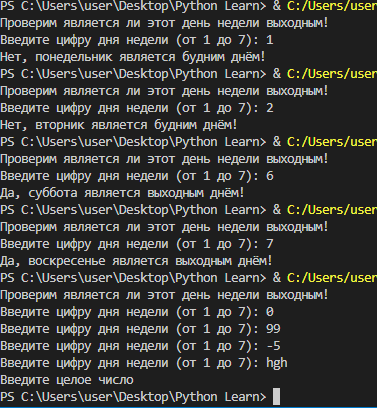 PS C:\Users\user\Desktop\Python Learn> & C:/Users/user
Проверим является ли этот день недели выходным!
Введите цифру дня недели (от 1 до 7): 1
Нет, понедельник является будним днём!
PS C:\Users\user\Desktop\Python Learn> & C:/Users/user
Проверим является ли этот день недели выходным!
Введите цифру дня недели (от 1 до 7): 2
Нет, вторник является будним днём!
PS C:\Users\user\Desktop\Python Learn> & C:/Users/user
Проверим является ли этот день недели выходным!
Введите цифру дня недели (от 1 до 7): 6
Да, суббота является выходным днём!
PS C:\Users\user\Desktop\Python Learn> & C:/Users/user
Проверим является ли этот день недели выходным!
Введите цифру дня недели (от 1 до 7): 7
Да, воскресенье является выходным днём!
PS C:\Users\user\Desktop\Python Learn> & C:/Users/user
Проверим является ли этот день недели выходным!
Введите цифру дня недели (от 1 до 7): 0
Введите цифру дня недели (от 1 до 7): 99
Введите цифру дня недели (от 1 до 7): -5
Введите цифру дня недели (от 1 до 7): hgh
Введите целое число
PS C:\Users\user\Desktop\Python Learn>